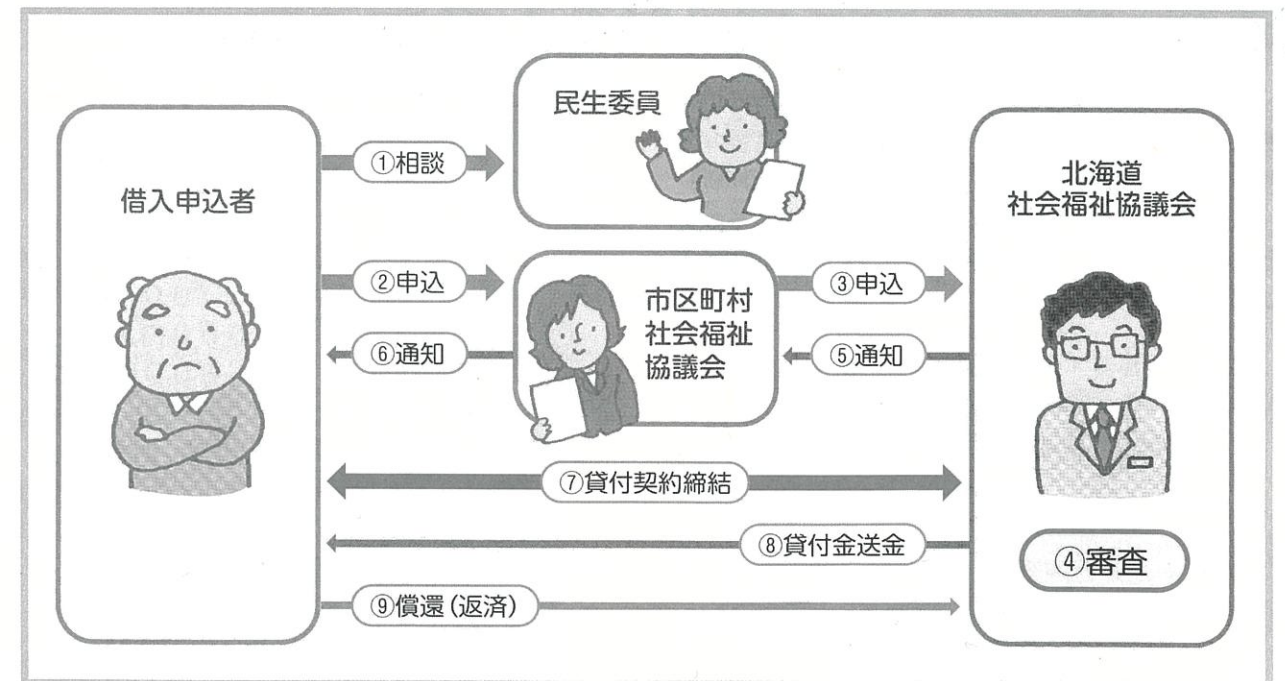 民生委員
①相談
借入申込者
北海道
社会福祉協議会
②申込
市区町村
社会福祉
協議会
③申込
⑥通知
⑤通知
⑦貸付契約締結
⑧貸付金送金
④審査
⑨償還（返済）